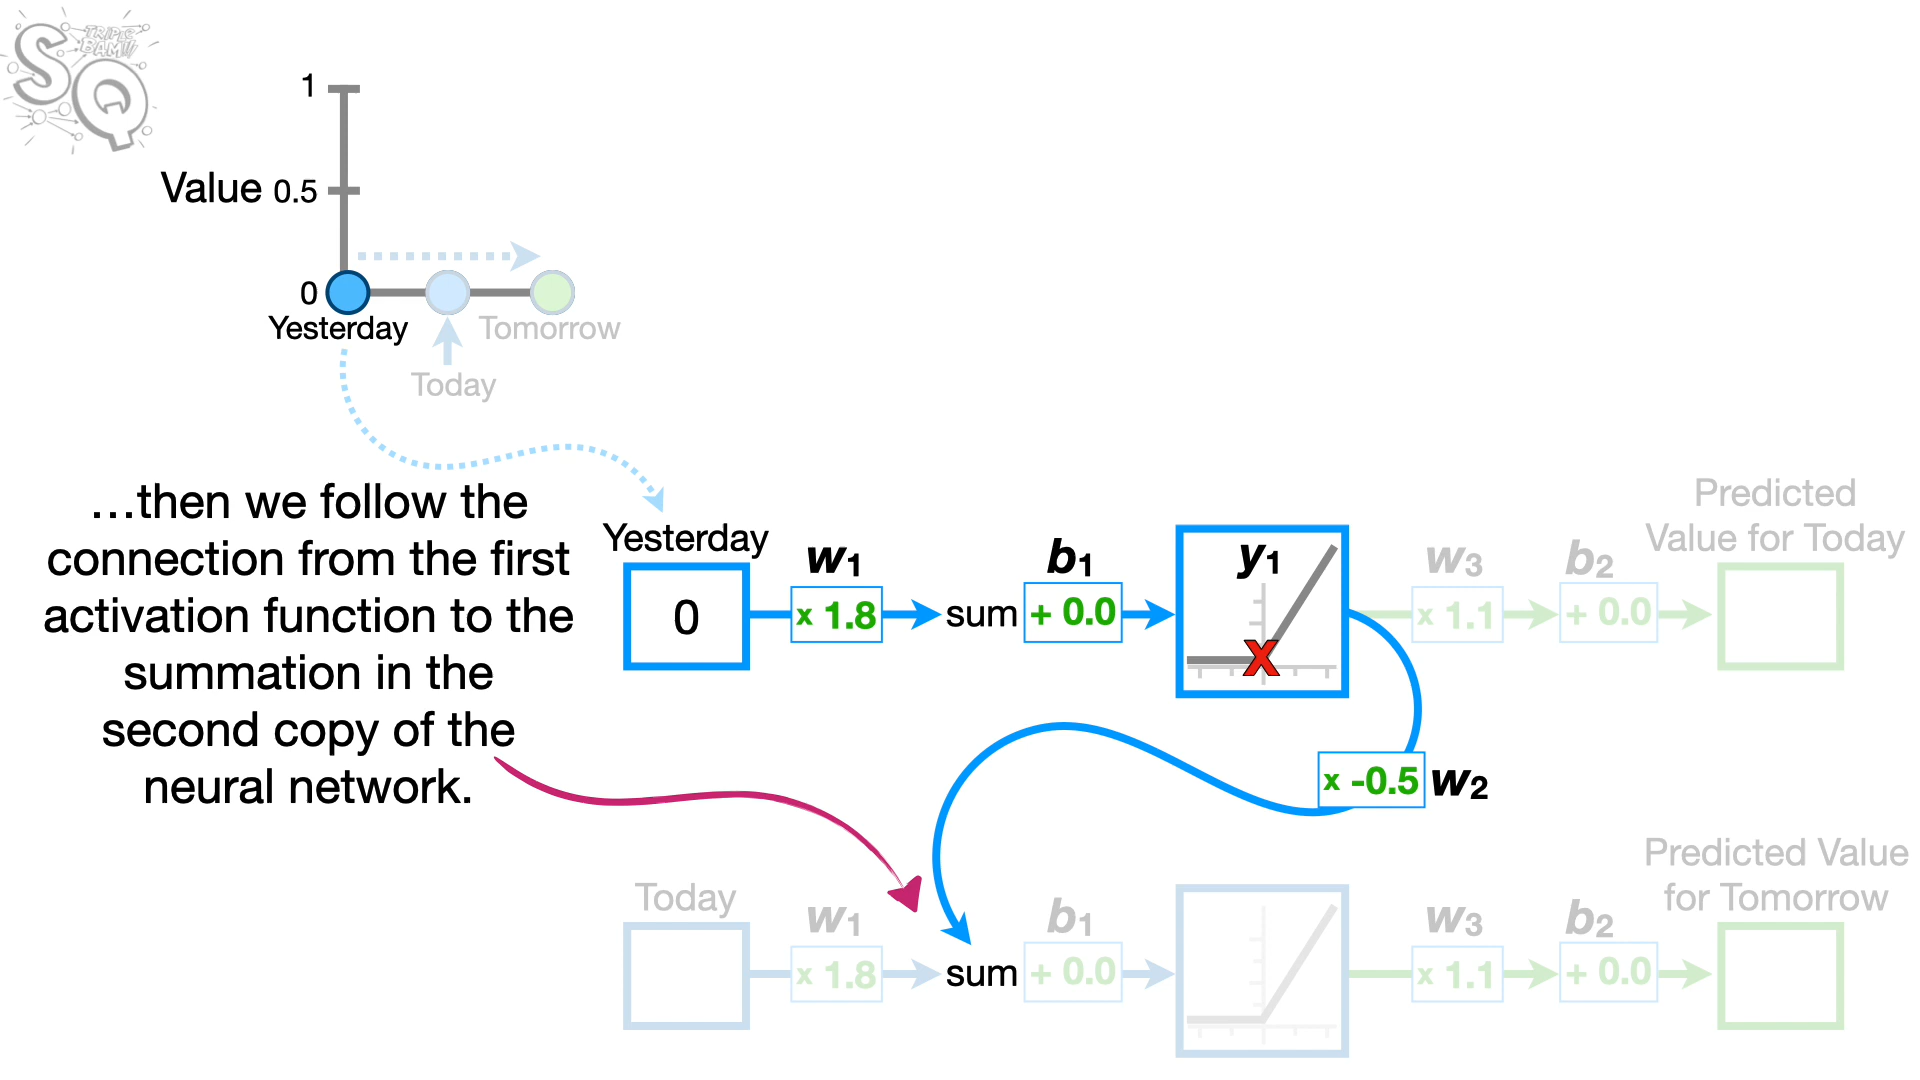 SQ
TRIPLE
BAM!!!
1
Value 0.5
0
Yesterday
Tomorrow
Today
…then we follow the
connection from the first
activation function to the
summation in the
second copy of the
neural network.
Yesterday
0
w1
x 1.8
sum
b1
+ 0.0
y1
X
w3
x 1.1
b2
+ 0.0
Predicted
Value for Today
x -0.5 w2
Today
w1
x 1.8
sum
b1
+ 0.0
w3
x 1.1
b2
+ 0.0
Predicted Value
for Tomorrow